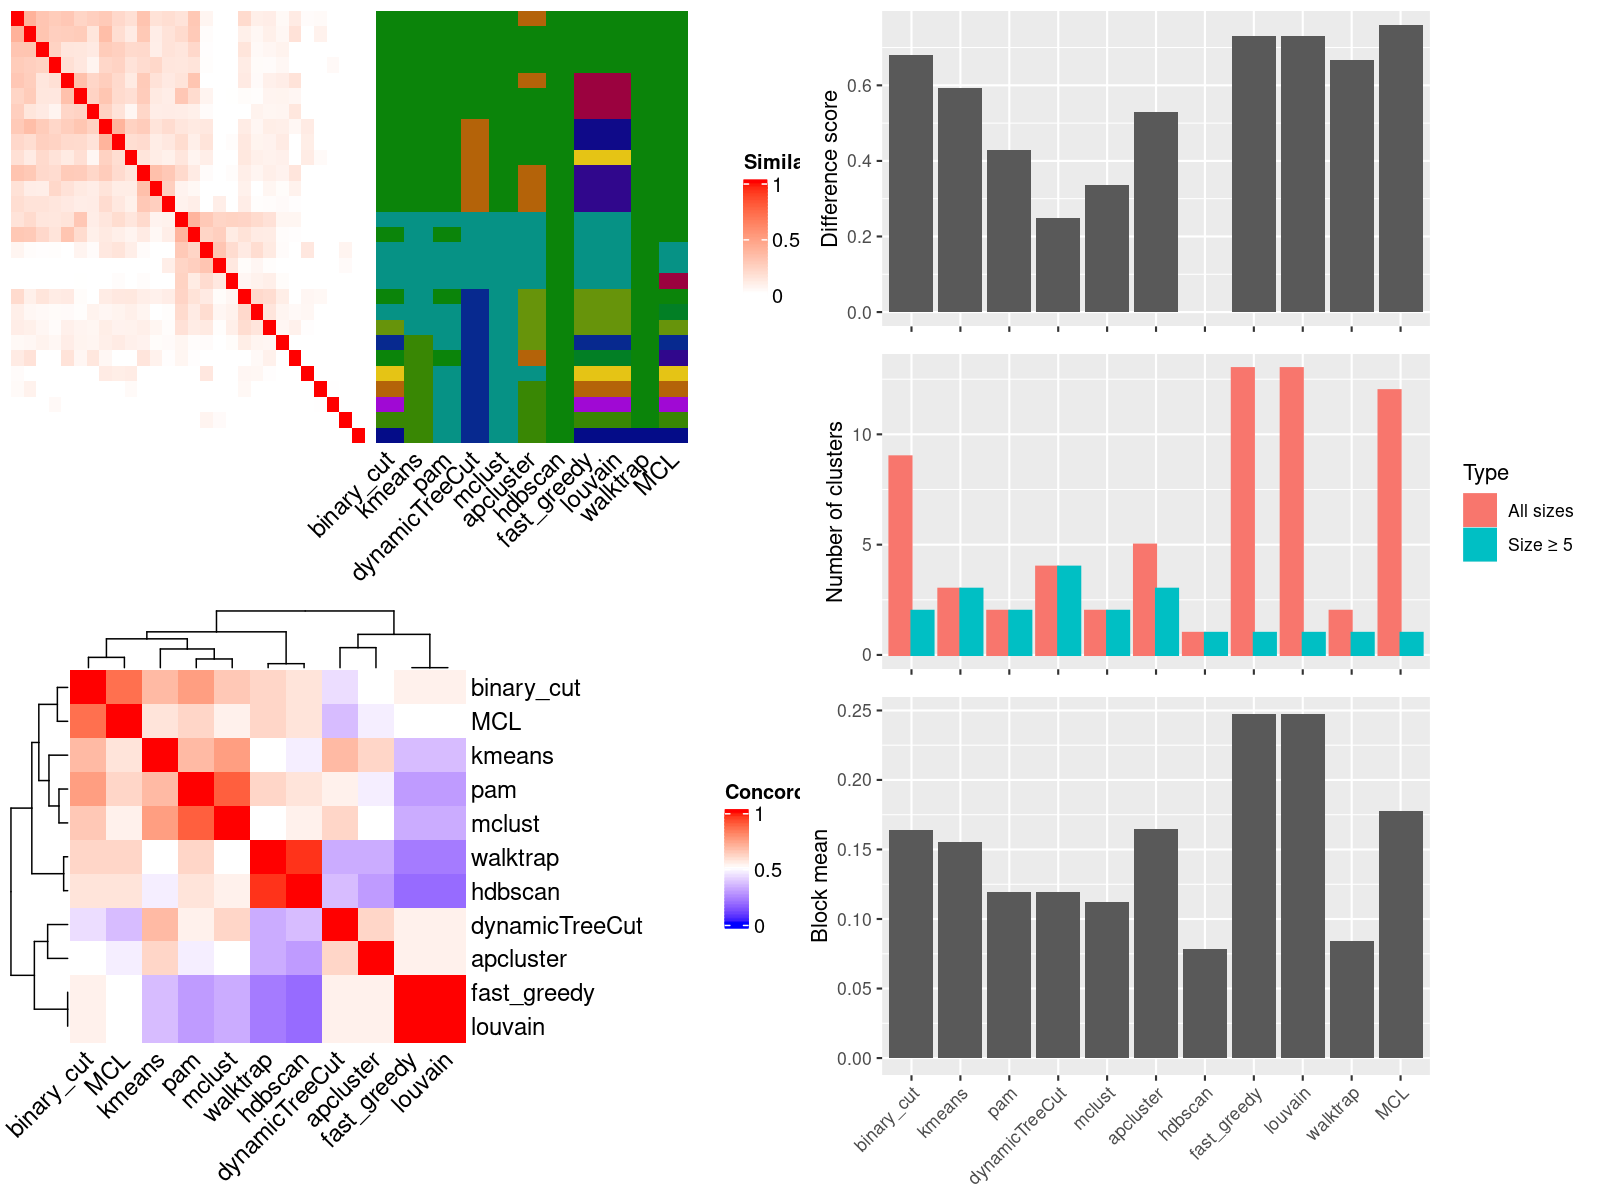 Simila
1
0.5
0
binary_cut
kmeans
pam
dynamicTreeCut
mclust
apcluster
hdbscan
fast_greedy
louvain
walktrap
MCL
binary_cut
MCL
kmeans
pam
mclust
walktrap
hdbscan
dynamicTreeCut
apcluster
fast_greedy
louvain
Concord
1
0.5
0
binary_cut
MCL
kmeans
pam
mclust
walktrap
hdbscan
dynamicTreeCut
apcluster
fast_greedy
louvain
Difference score
0.6
0.4
0.2
0.0
Number of clusters
10
5
0
Type
All sizes
Size ≥ 5
Block mean
0.25
0.20
0.15
0.10
0.05
0.00
binary_cut
kmeans
pam
dynamicTreeCut
mclust
apcluster
hdbscan
fast_greedy
louvain
walktrap
MCL